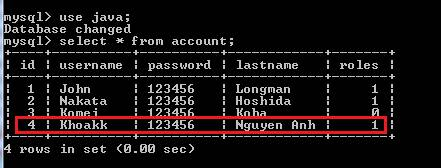 mysql> use java;
Database changed
mysql> select * from account;
+----+----------+----------+------------+-------+
| id | username | password | lastname | roles |
+----+----------+----------+------------+-------+
| 1 | John | 123456 | Longman | 1 |
| 2 | Nakata | 123456 | Hoshida | 1 |
| 3 | Komei | 123456 | Koba | 0 |
| 4 | Khoakk | 123456 | Nguyen Anh | 1 |
+----+----------+----------+------------+-------+
4 rows in set (0.00 sec)